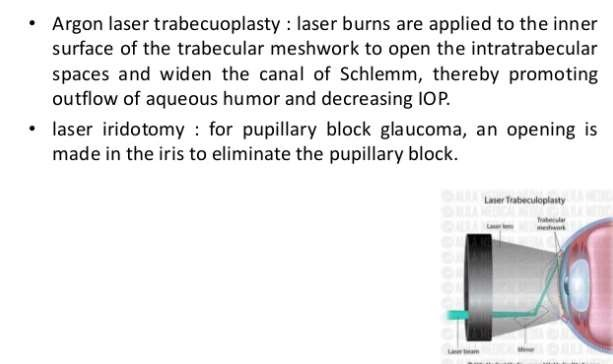 • Argon laser trabecuoplasty : laser burns are applied to the inner
surface of the trabecular meshwork to open the intratrabecular
spaces and widen the canal of Schlemm, thereby promoting
outflow of aqueous humor and decreasing IOP.
• laser iridotomy : for pupillary block glaucoma, an opening is
made in the iris to eliminate the pupillary block.
Laser Trabeculoplasty
Trabecular
Laser lens meshwork
Laser beam Mirror